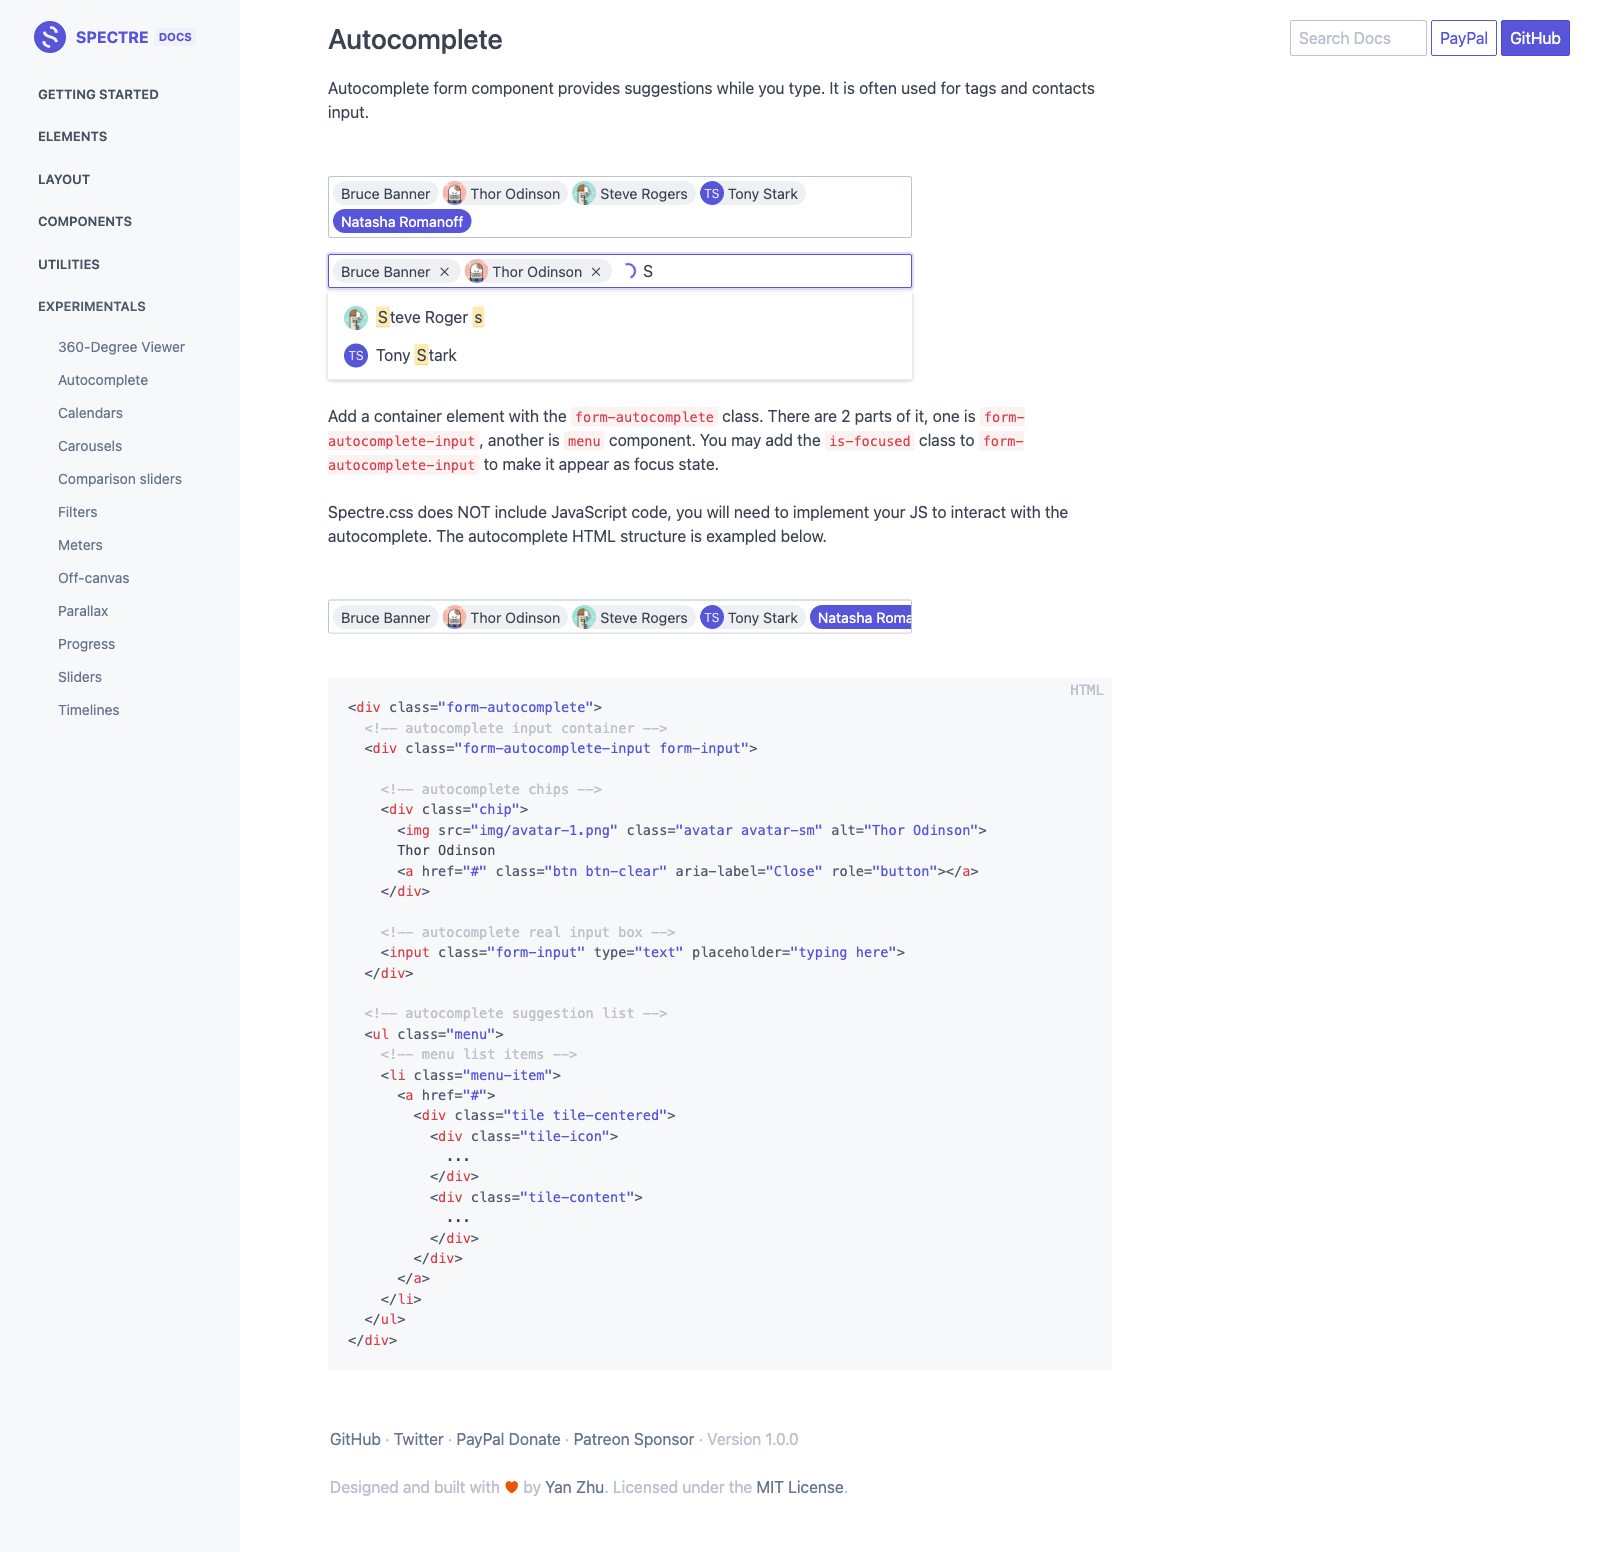 SPECTRE DOCS
GETTING STARTED
ELEMENTS
LAYOUT
COMPONENTS
UTILITIES
EXPERIMENTALS
360-Degree Viewer
Autocomplete
Calendars
Carousels
Comparison sliders
Filters
Meters
Off-canvas
Parallax
Progress
Sliders
Timelines
Search Docs PayPal GitHub
Autocomplete
Autocomplete form component provides suggestions while you type. It is often used for tags and contacts
input.
Bruce Banner Thor Odinson Steve Rogers TS Tony Stark
Natasha Romanoff
Bruce Banner × Thor Odinson × S
Steve Roger s
TS Tony Stark
Add a container element with the form-autocomplete class. There are 2 parts of it, one is form-
autocomplete-input, another is menu component. You may add the is-focused class to form-
autocomplete-input to make it appear as focus state.
Spectre.css does NOT include JavaScript code, you will need to implement your JS to interact with the
autocomplete. The autocomplete HTML structure is exampled below.
Bruce Banner Thor Odinson Steve Rogers TS Tony Stark Natasha Roma
HTML
<div class="form-autocomplete">
  <!-- autocomplete input container -->
  <div class="form-autocomplete-input form-input">

    <!-- autocomplete chips -->
    <div class="chip">
      <img src="img/avatar-1.png" class="avatar avatar-sm" alt="Thor Odinson">
      Thor Odinson
      <a href="#" class="btn btn-clear" aria-label="Close" role="button"></a>
    </div>

    <!-- autocomplete real input box -->
    <input class="form-input" type="text" placeholder="typing here">
  </div>

  <!-- autocomplete suggestion list -->
  <ul class="menu">
    <!-- menu list items -->
    <li class="menu-item">
      <a href="#">
        <div class="tile tile-centered">
          <div class="tile-icon">
            ...
          </div>
          <div class="tile-content">
            ...
          </div>
        </div>
      </a>
    </li>
  </ul>
</div>
GitHub · Twitter · PayPal Donate · Patreon Sponsor · Version 1.0.0
Designed and built with ♥ by Yan Zhu. Licensed under the MIT License.